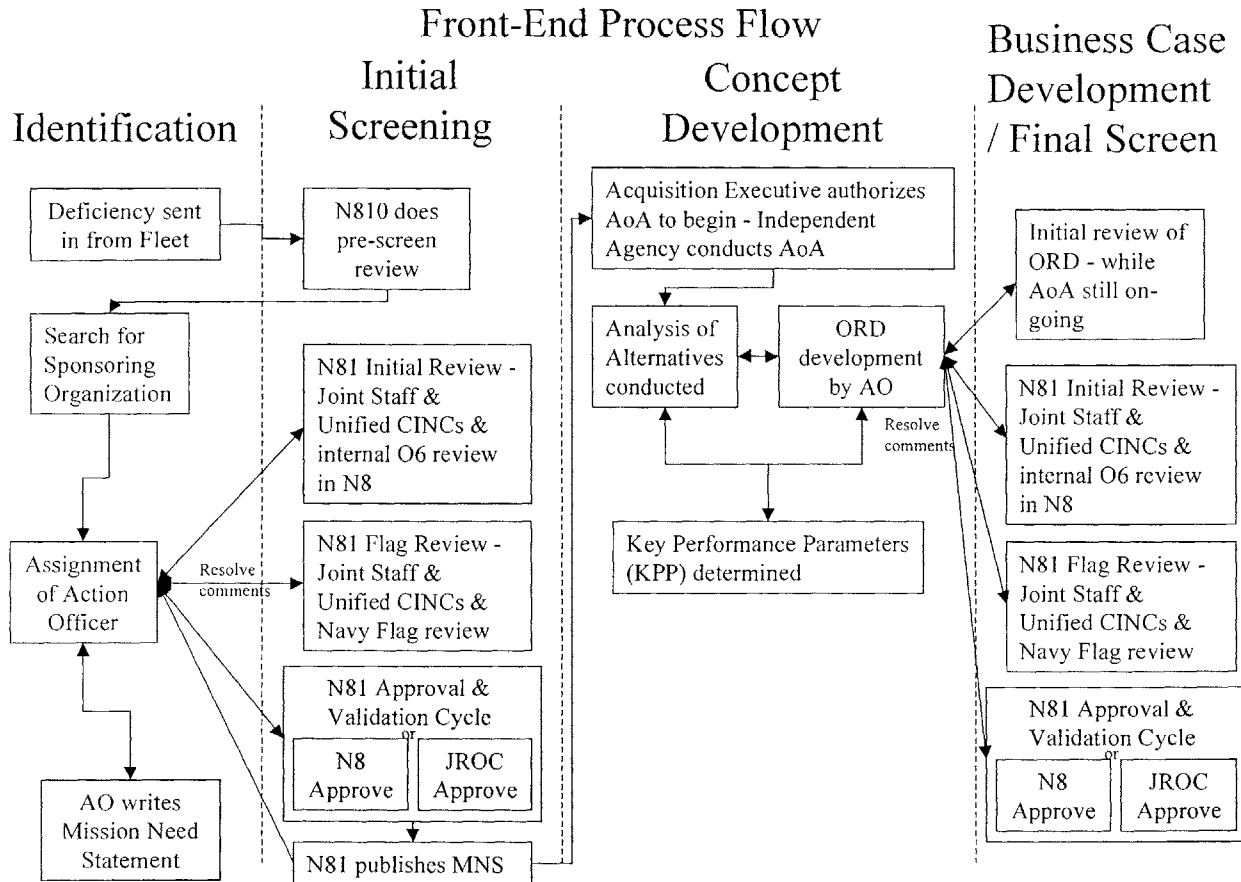 Front-End Process Flow
Identification
Initial
Screening
Concept
Development
Business Case
Development
/ Final Screen
Deficiency sent
in from Fleet
Search for
Sponsoring
Organization
Assignment
of Action
Officer
AO writes
Mission Need
Statement
N810 does
pre-screen
review
N81 Initial Review -
Joint Staff &
Unified CINCs &
internal O6 review
in N8
Resolve
comments
N81 Flag Review -
Joint Staff &
Unified CINCs &
Navy Flag review
N81 Approval &
Validation Cycle
or
N8
Approve
JROC
Approve
N81 publishes MNS
Acquisition Executive authorizes
AoA to begin - Independent
Agency conducts AoA
Analysis of
Alternatives
conducted
ORD
development
by AO
Resolve
comments
Key Performance Parameters
(KPP) determined
Initial review of
ORD - while
AoA still on-
going
N81 Initial Review -
Joint Staff &
Unified CINCs &
internal O6 review
in N8
N81 Flag Review -
Joint Staff &
Unified CINCs &
Navy Flag review
N81 Approval &
Validation Cycle
or
N8
Approve
JROC
Approve